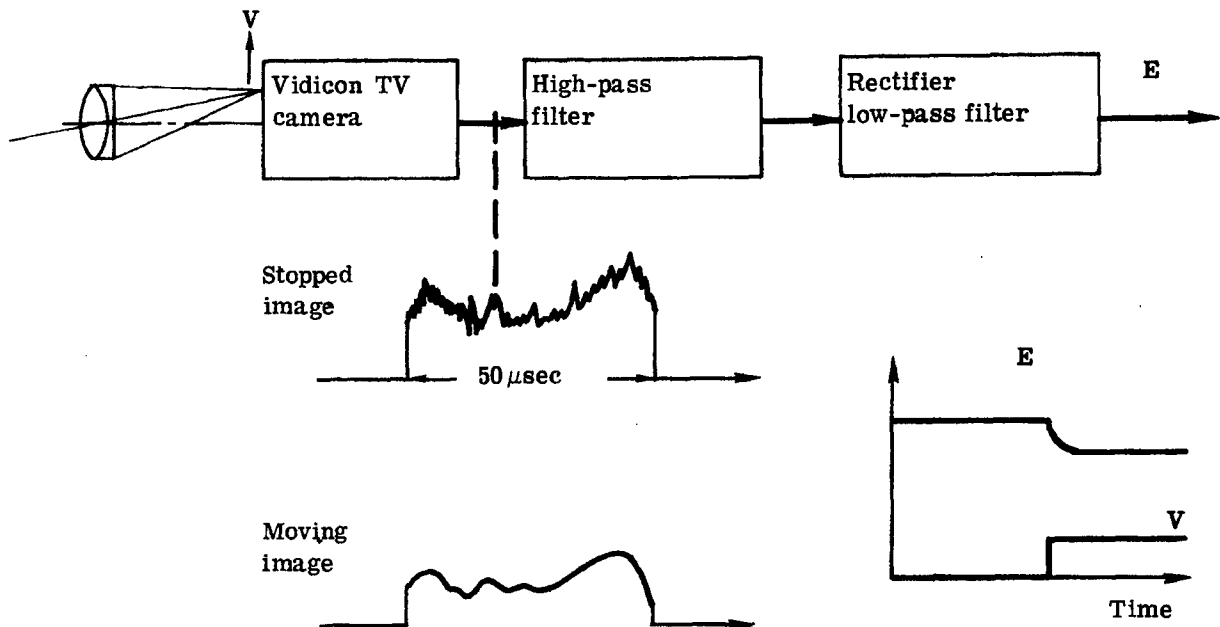 V
Vidicon TV
camera
High-pass
filter
Rectifier
low-pass filter
E
Stopped
image
50 μsec
E
V
Time
Moving
image